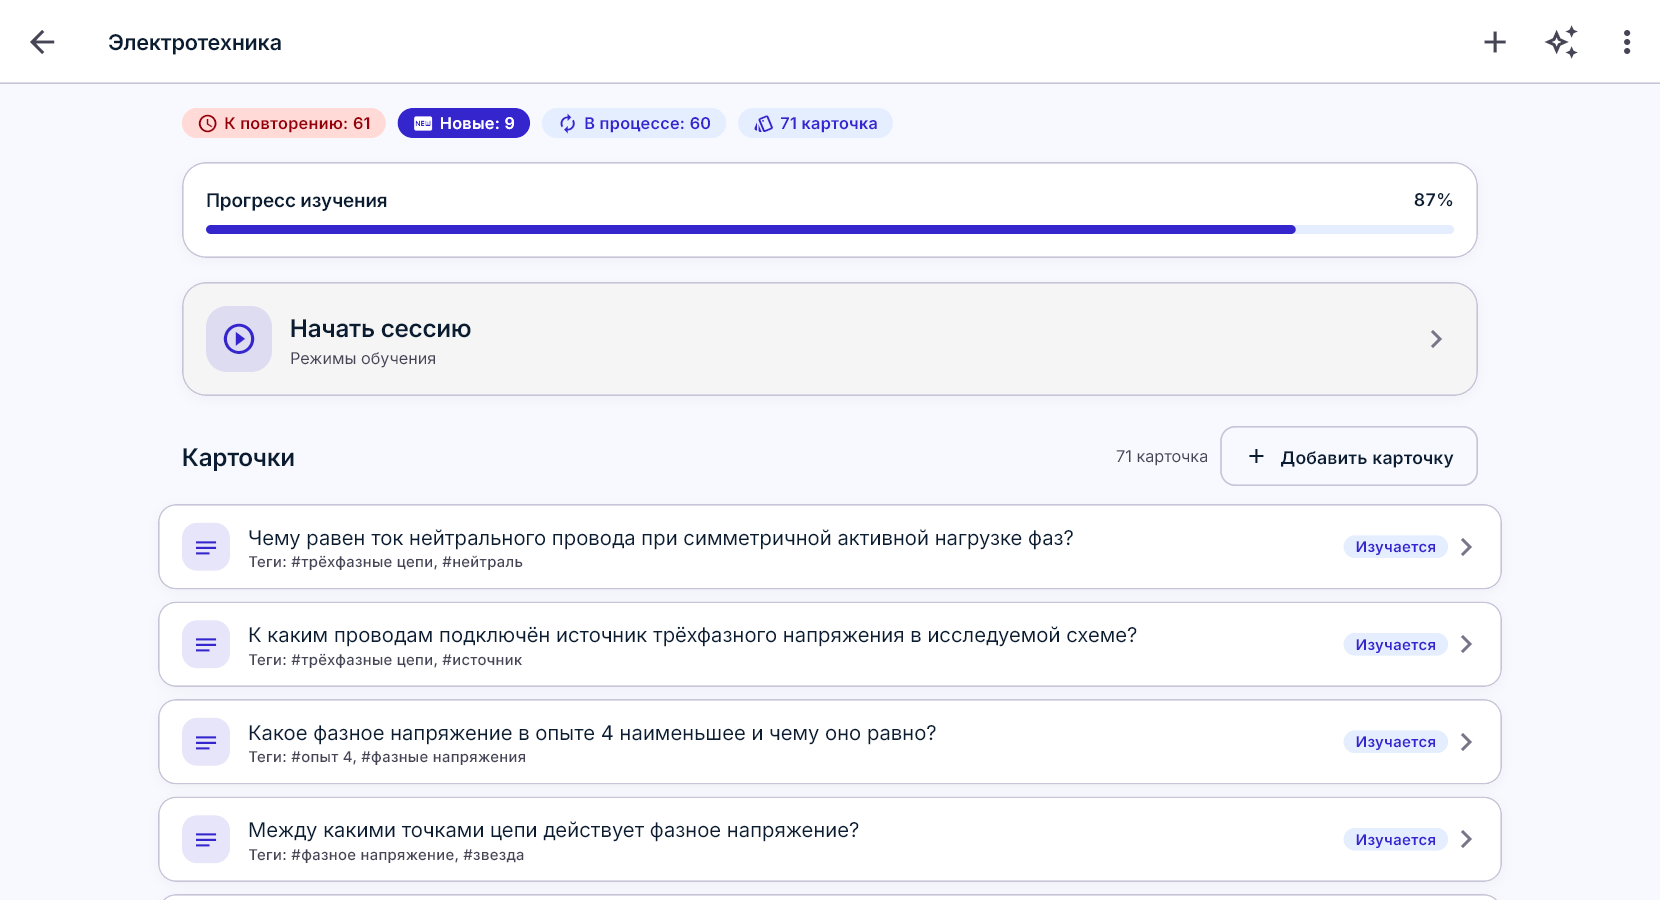 Электротехника
К повторению: 61
NEW Новые: 9
В процессе: 60
71 карточка
Прогресс изучения 87%
Начать сессию
Режимы обучения
Карточки 71 карточка Добавить карточку
Чему равен ток нейтрального провода при симметричной активной нагрузке фаз?
Теги: #трёхфазные цепи, #нейтраль
Изучается
К каким проводам подключён источник трёхфазного напряжения в исследуемой схеме?
Теги: #трёхфазные цепи, #источник
Изучается
Какое фазное напряжение в опыте 4 наименьшее и чему оно равно?
Теги: #опыт 4, #фазные напряжения
Изучается
Между какими точками цепи действует фазное напряжение?
Теги: #фазное напряжение, #звезда
Изучается